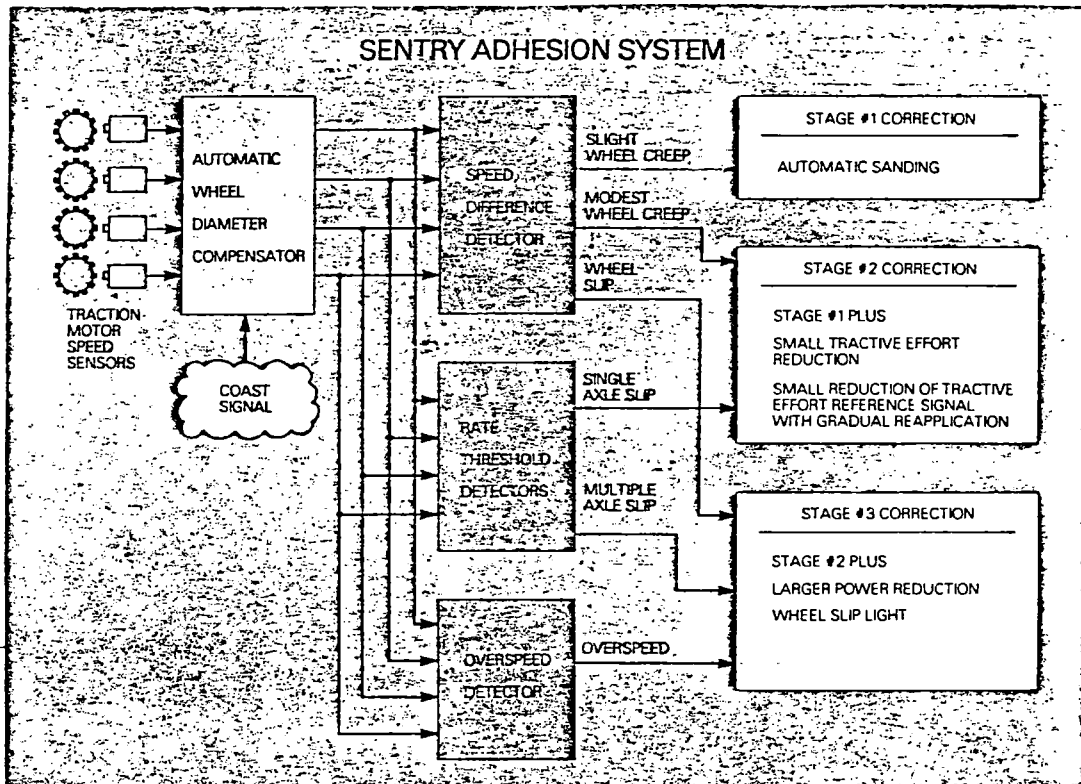 SENTRY ADHESION SYSTEM
AUTOMATIC
WHEEL
DIAMETER
COMPENSATOR
TRACTION-
MOTOR
SPEED
SENSORS
COAST
SIGNAL
SPEED
DIFFERENCE
DETECTOR
RATE
THRESHOLD
DETECTORS
OVERSPEED
DETECTOR
SLIGHT
WHEEL CREEP
MODEST
WHEEL CREEP
WHEEL
SLIP
SINGLE
AXLE SLIP
MULTIPLE
AXLE SLIP
OVERSPEED
STAGE #1 CORRECTION
AUTOMATIC SANDING
STAGE #2 CORRECTION
STAGE #1 PLUS
SMALL TRACTIVE EFFORT
REDUCTION
SMALL REDUCTION OF TRACTIVE
EFFORT REFERENCE SIGNAL
WITH GRADUAL REAPPLICATION
STAGE #3 CORRECTION
STAGE #2 PLUS
LARGER POWER REDUCTION
WHEEL SLIP LIGHT